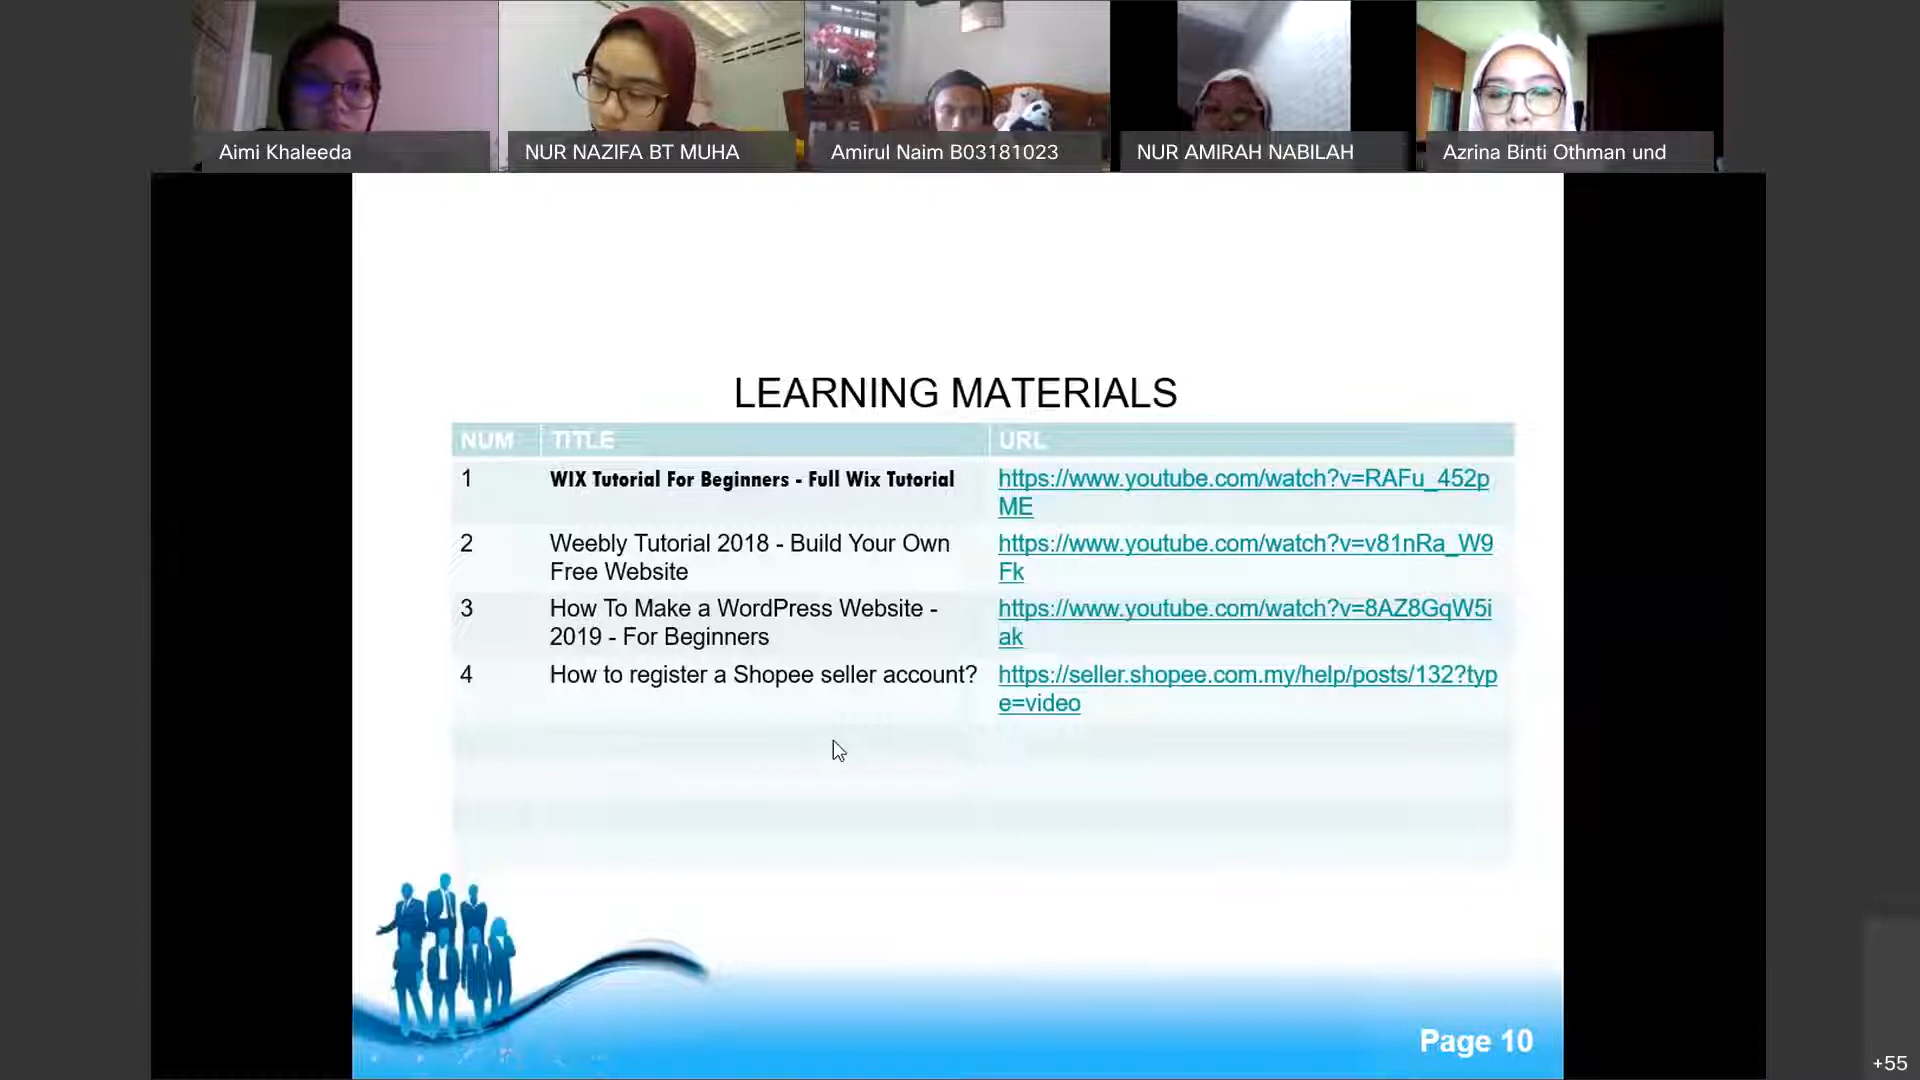 Aimi Khaleeda
NUR NAZIFA BT MUHA
Amirul Naim B03181023
NUR AMIRAH NABILAH
Azrina Binti Othman und
LEARNING MATERIALS
NUM TITLE URL
1 WIX Tutorial For Beginners - Full Wix Tutorial https://www.youtube.com/watch?v=RAFu_452p
ME
2 Weebly Tutorial 2018 - Build Your Own https://www.youtube.com/watch?v=v81nRa_W9
Free Website Fk
3 How To Make a WordPress Website - https://www.youtube.com/watch?v=8AZ8GqW5i
2019 - For Beginners ak
4 How to register a Shopee seller account? https://seller.shopee.com.my/help/posts/132?typ
e=video
Page 10
+55